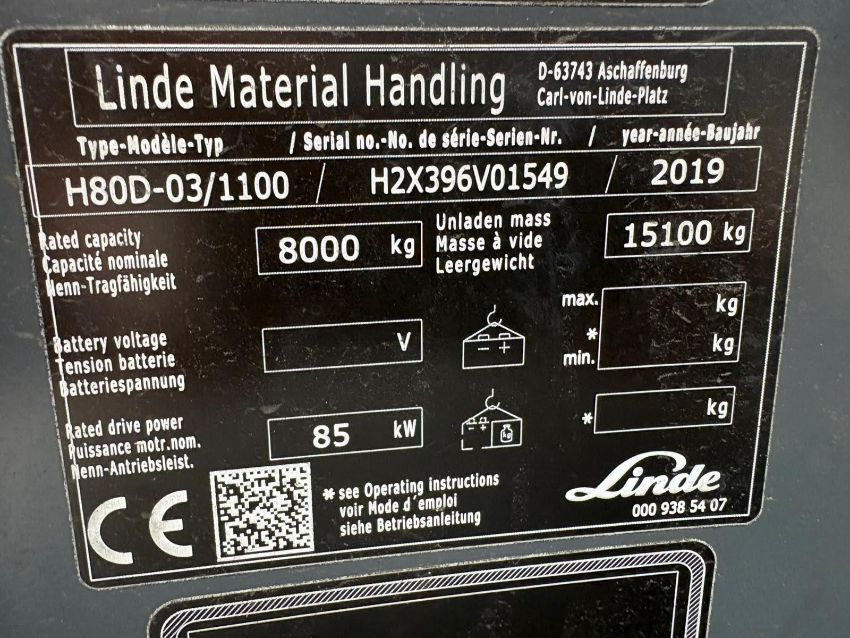 Linde Material Handling
D-63743 Aschaffenburg
Carl-von-Linde-Platz
Type-Modèle-Typ / Serial no.-No. de série-Serien-Nr. / year-année-Baujahr
H80D-03/1100 / H2X396V01549 / 2019
Rated capacity
Capacité nominale
Nenn-Tragfähigkeit
8000 kg
Unladen mass
Masse à vide
Leergewicht
15100 kg
Battery voltage
Tension batterie
Batteriespannung
V
- +
max. kg
*
min. kg
Rated drive power
Puissance motr.nom.
Nenn-Antriebsleist.
85 kW
- +
kg
* kg
CE
* see Operating instructions
voir Mode d'emploi
siehe Betriebsanleitung
Linde
000 938 54 07